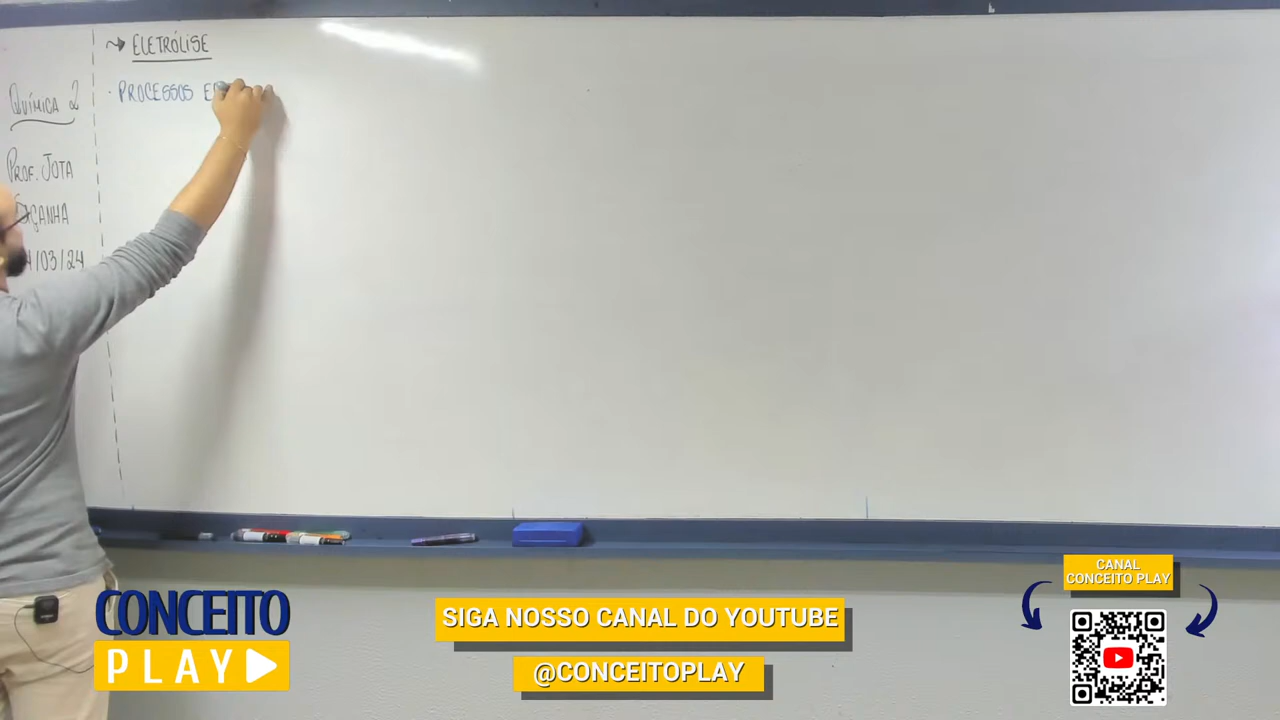 QUÍMICA 2
PROF. JOTA
/03/24
ELETRÓLISE
PROCESSOS
CONCEITO
PLAY
SIGA NOSSO CANAL DO YOUTUBE
@CONCEITOPLAY
CANAL
CONCEITO PLAY